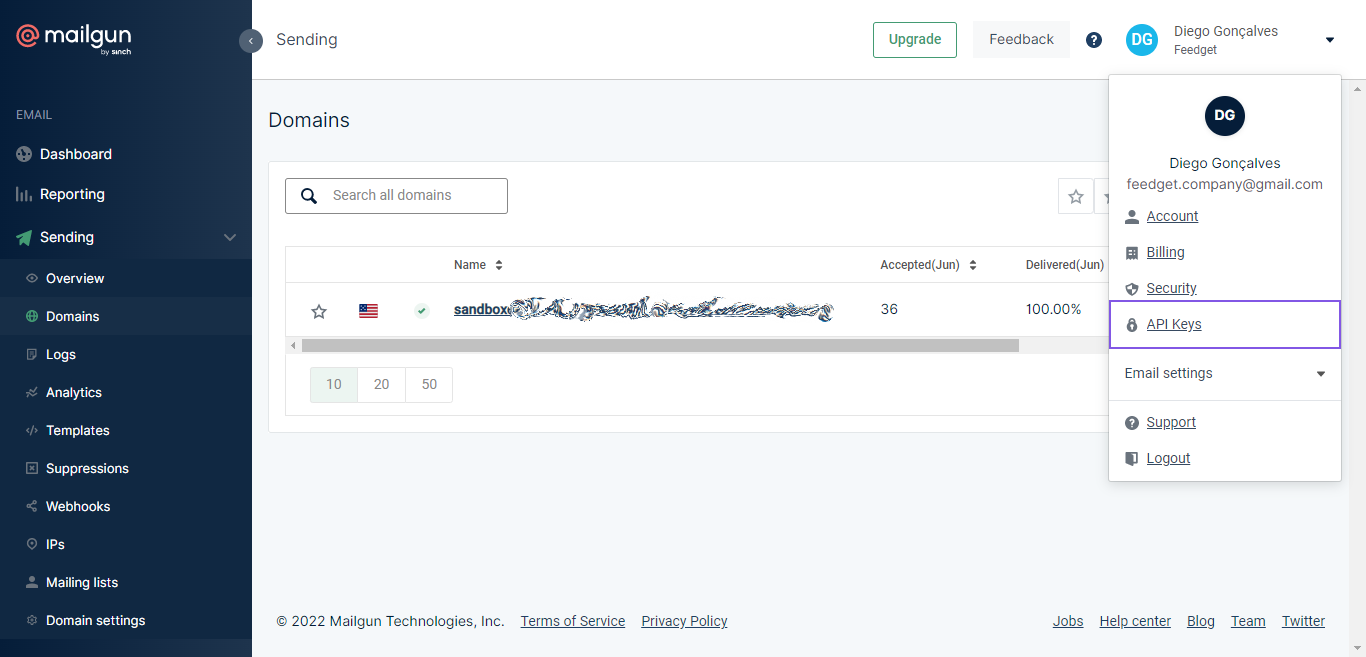 mailgun
by sinch
EMAIL
Dashboard
Reporting
Sending
Overview
Domains
Logs
Analytics
Templates
Suppressions
Webhooks
IPs
Mailing lists
Domain settings
Sending
Upgrade
Feedback
?
DG
Diego Gonçalves
Feedget
Domains
Search all domains
Name Accepted(Jun) Delivered(Jun)
sandbox 36 100.00%
10 20 50
DG
Diego Gonçalves
feedget.company@gmail.com
Account
Billing
Security
API Keys
Email settings
Support
Logout
© 2022 Mailgun Technologies, Inc. Terms of Service Privacy Policy
Jobs Help center Blog Team Twitter